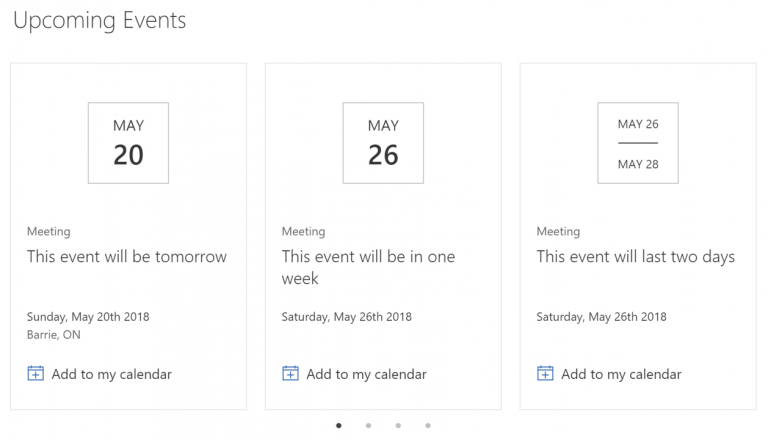 Upcoming Events
MAY
20
Meeting
This event will be tomorrow
Sunday, May 20th 2018
Barrie, ON
Add to my calendar
MAY
26
Meeting
This event will be in one
week
Saturday, May 26th 2018
Add to my calendar
MAY 26
MAY 28
Meeting
This event will last two days
Saturday, May 26th 2018
Add to my calendar